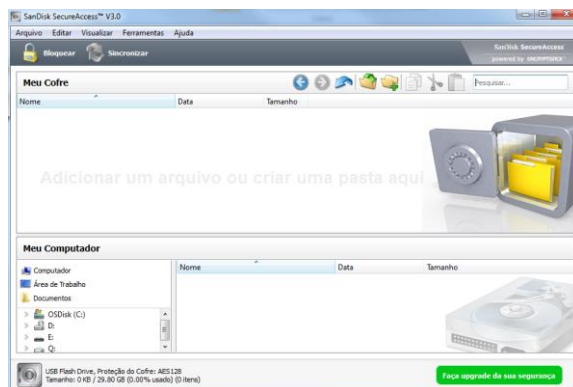 SanDisk SecureAccess™ V3.0
Arquivo Editar Visualizar Ferramentas Ajuda
Bloquear Sincronizar
SanDisk SecureAccess
powered by ENCRYPTSTICK™
Meu Cofre
Pesquisar...
Nome Data Tamanho
Adicionar um arquivo ou criar uma pasta aqui
Meu Computador
Computador
Área de Trabalho
Documentos
OSDisk (C:)
D:
E:
Q:
Nome Data Tamanho
USB Flash Drive, Proteção do Cofre: AES128
Tamanho: 0 KB / 29.80 GB (0.00% usado) (0 itens)
Faça upgrade da sua segurança